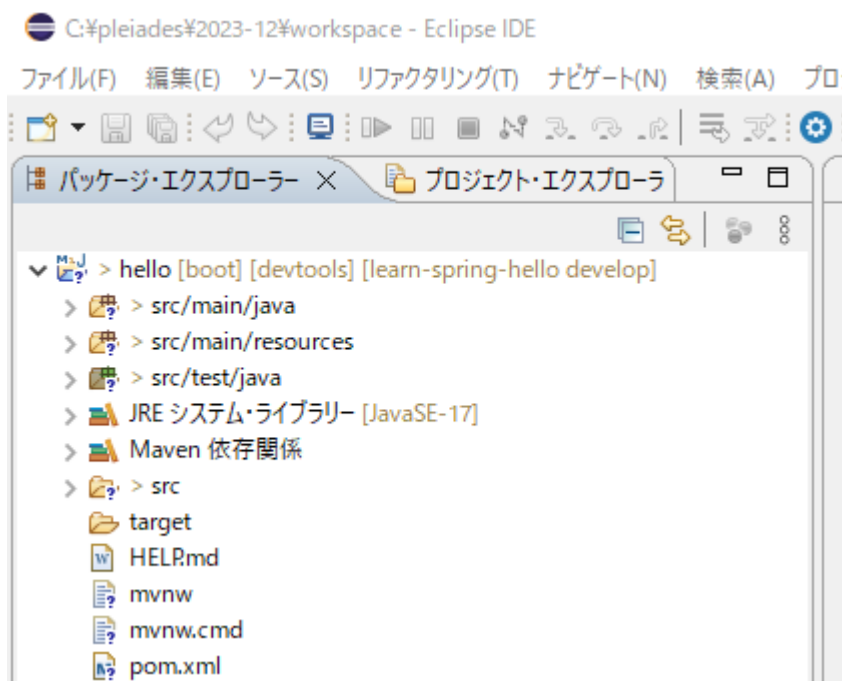 C:¥pleiades¥2023-12¥workspace - Eclipse IDE
ファイル(F) 編集(E) ソース(S) リファクタリング(T) ナビゲート(N) 検索(A) プロ
パッケージ・エクスプローラー プロジェクト・エクスプローラ
> hello [boot] [devtools] [learn-spring-hello develop]
> src/main/java
> src/main/resources
> src/test/java
JRE システム・ライブラリー [JavaSE-17]
Maven 依存関係
> src
target
HELP.md
mvnw
mvnw.cmd
pom.xml